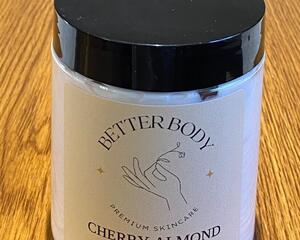 BETTER BODY
PREMIUM SKINCARE
CHERRY ALMOND